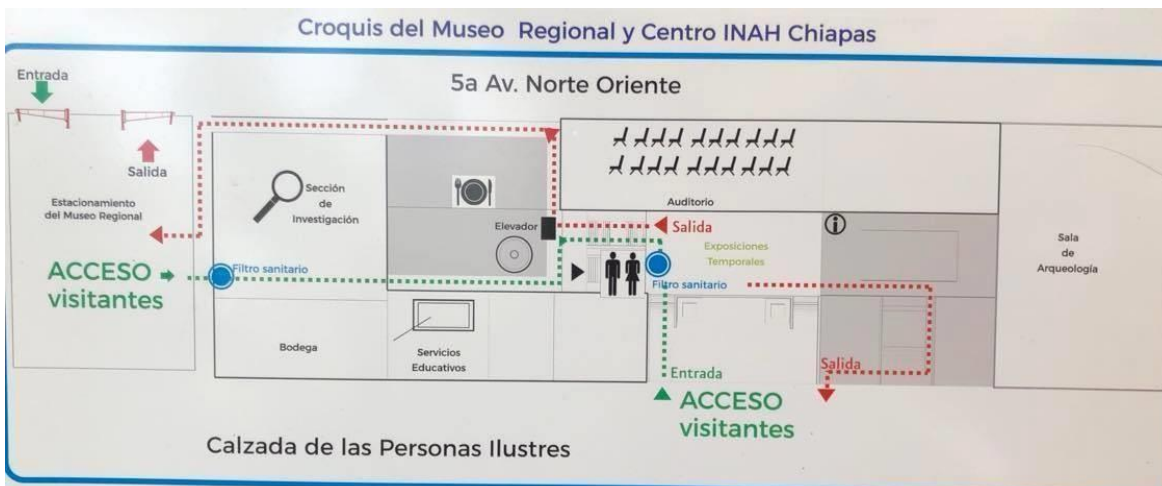 Croquis del Museo Regional y Centro INAH Chiapas
5a Av. Norte Oriente
Entrada
Salida
Estacionamiento
del Museo Regional
ACCESO
visitantes
Filtro sanitario
Sección
de
Investigación
Elevador
Bodega
Servicios
Educativos
Auditorio
Salida
Exposiciones
Temporales
Filtro sanitario
Sala
de
Arqueología
Entrada
Salida
ACCESO
visitantes
Calzada de las Personas Ilustres